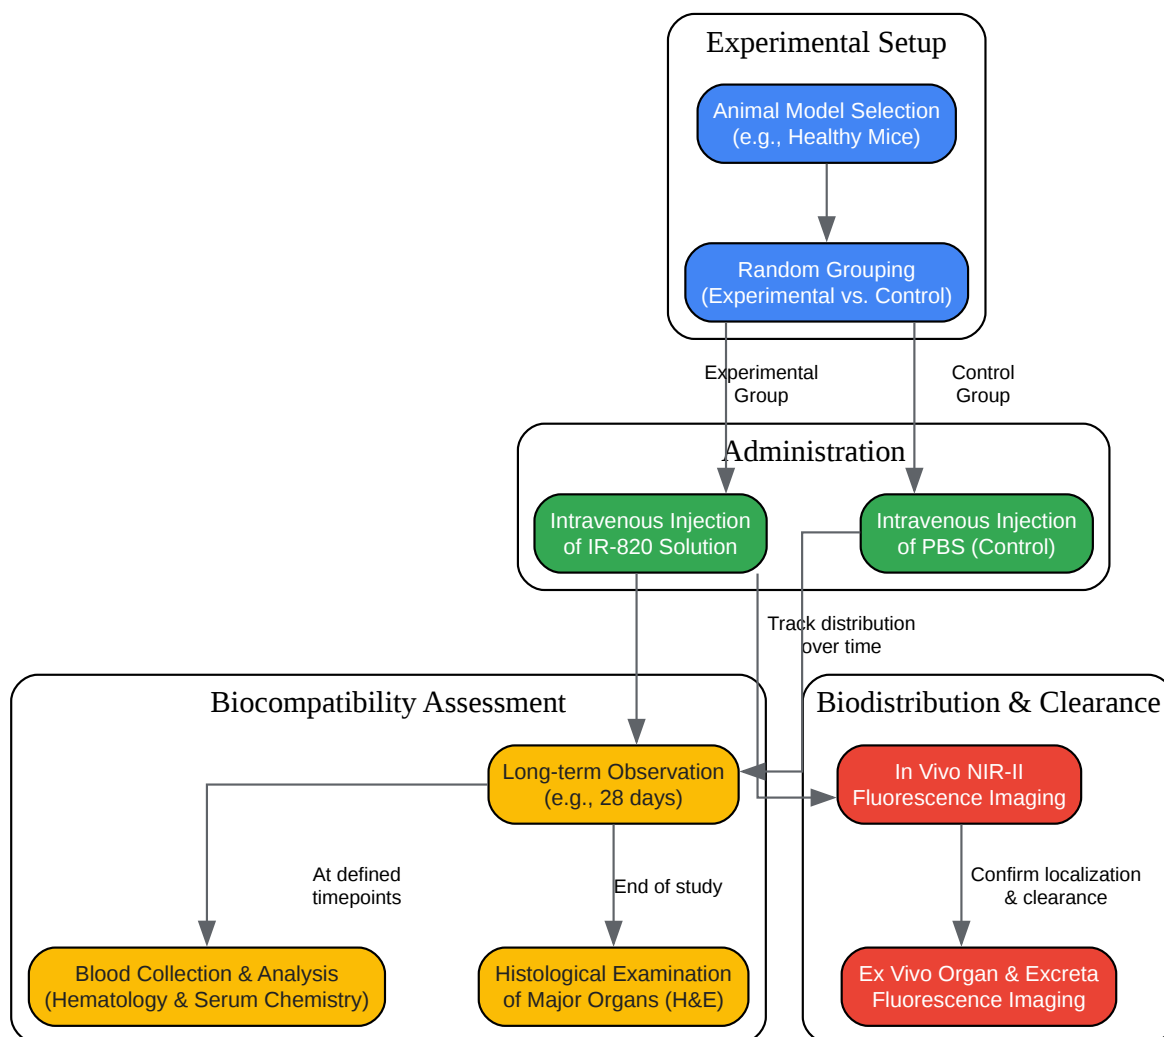 Experimental Setup
Animal Model Selection
(e.g., Healthy Mice)
Random Grouping
(Experimental vs. Control)
Experimental
Group
Control
Group
Administration
Intravenous Injection
of IR-820 Solution
Intravenous Injection
of PBS (Control)
Track distribution
over time
Biocompatibility Assessment
Long-term Observation
(e.g., 28 days)
At defined
timepoints
End of study
Blood Collection & Analysis
(Hematology & Serum Chemistry)
Histological Examination
of Major Organs (H&E)
Biodistribution & Clearance
In Vivo NIR-II
Fluorescence Imaging
Confirm localization
& clearance
Ex Vivo Organ & Excreta
Fluorescence Imaging